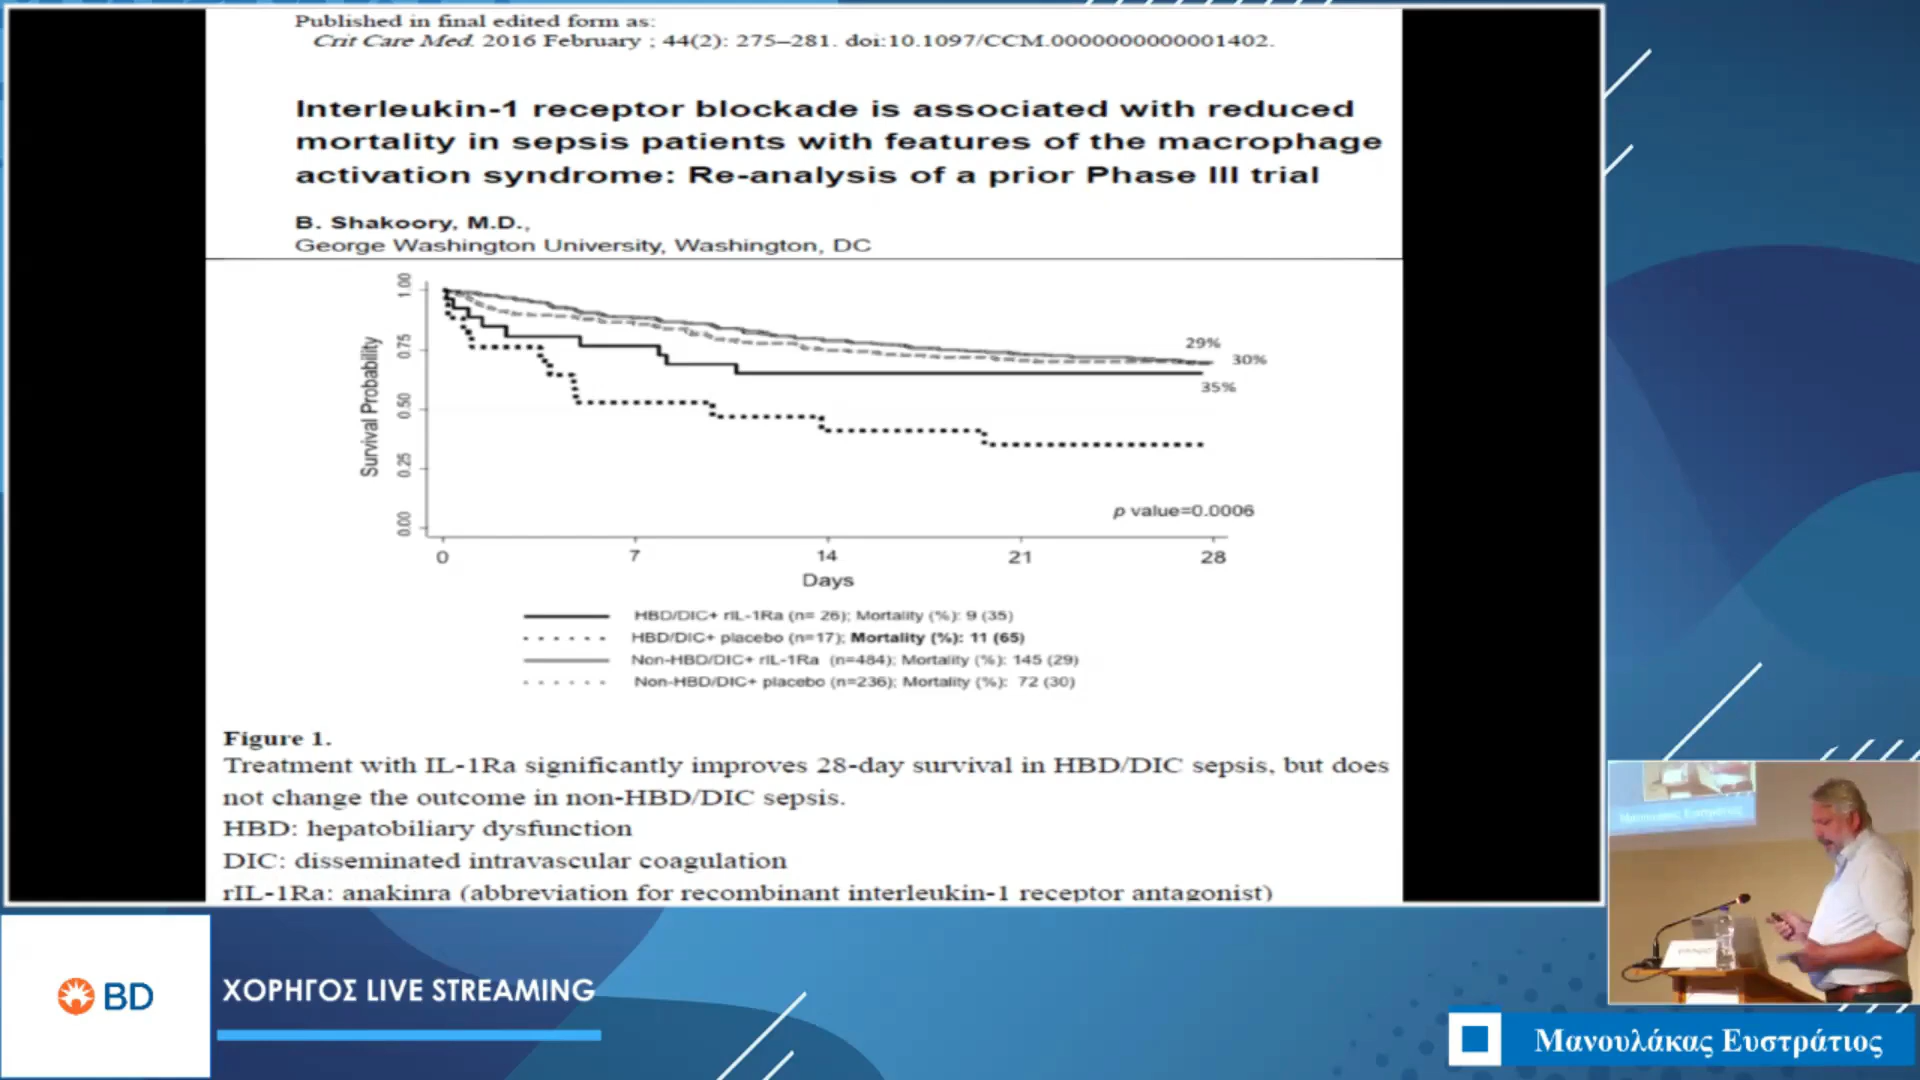 Published in final edited form as:
Crit Care Med. 2016 February ; 44(2): 275–281. doi:10.1097/CCM.0000000000001402.
Interleukin-1 receptor blockade is associated with reduced
mortality in sepsis patients with features of the macrophage
activation syndrome: Re-analysis of a prior Phase III trial
B. Shakoory, M.D.,
George Washington University, Washington, DC
Survival Probability
1.00
0.75
0.50
0.25
0.00
29%
30%
35%
p value=0.0006
0 7 14 21 28
Days
HBD/DIC+ rIL-1Ra (n= 26); Mortality (%): 9 (35)
HBD/DIC+ placebo (n=17); Mortality (%): 11 (65)
Non-HBD/DIC+ rIL-1Ra (n=484); Mortality (%): 145 (29)
Non-HBD/DIC+ placebo (n=236); Mortality (%): 72 (30)
Figure 1.
Treatment with IL-1Ra significantly improves 28-day survival in HBD/DIC sepsis, but does
not change the outcome in non-HBD/DIC sepsis.
HBD: hepatobiliary dysfunction
DIC: disseminated intravascular coagulation
rIL-1Ra: anakinra (abbreviation for recombinant interleukin-1 receptor antagonist)
Μανουλάκας Ευστράτιος
BD
ΧΟΡΗΓΟΣ LIVE STREAMING
Μανουλάκας Ευστράτιος